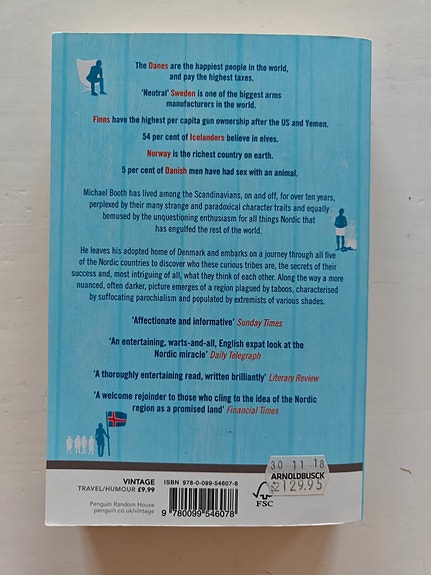 The Danes are the happiest people in the world,
and pay the highest taxes.
'Neutral' Sweden is one of the biggest arms
manufacturers in the world.
Finns have the highest per capita gun ownership after the US and Yemen.
54 per cent of Icelanders believe in elves.
Norway is the richest country on earth.
5 per cent of Danish men have had sex with an animal.
Michael Booth has lived among the Scandinavians, on and off, for over ten years,
perplexed by their many strange and paradoxical character traits and equally
bemused by the unquestioning enthusiasm for all things Nordic that
has engulfed the rest of the world.
He leaves his adopted home of Denmark and embarks on a journey through all five
of the Nordic countries to discover who these curious tribes are, the secrets of their
success and, most intriguing of all, what they think of each other. Along the way a more
nuanced, often darker, picture emerges of a region plagued by taboos, characterised
by suffocating parochialism and populated by extremists of various shades.
'Affectionate and informative' Sunday Times
'An entertaining, warts-and-all, English expat look at the
Nordic miracle' Daily Telegraph
'A thoroughly entertaining read, written brilliantly' Literary Review
'A welcome rejoinder to those who cling to the idea of the Nordic
region as a promised land' Financial Times
30 11 18
ARNOLDBUSCK
129.95
VINTAGE
TRAVEL/HUMOUR £9.99
Penguin Random House
penguin.co.uk/vintage
ISBN 978-0-099-54607-8
9 780099 546078
FSC